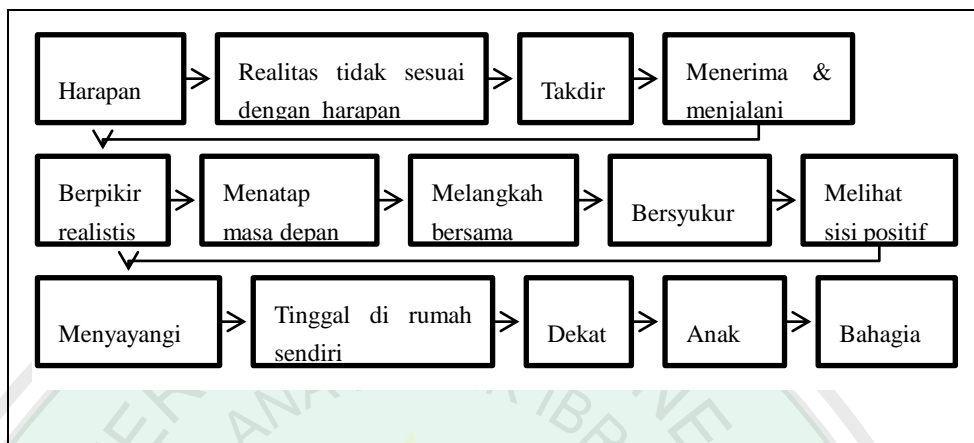 Harapan
Realitas tidak sesuai
dengan harapan
Takdir
Menerima &
menjalani
Berpikir
realistis
Menatap
masa depan
Melangkah
bersama
Bersyukur
Melihat
sisi positif
Menyayangi
Tinggal di rumah
sendiri
Dekat
Anak
Bahagia